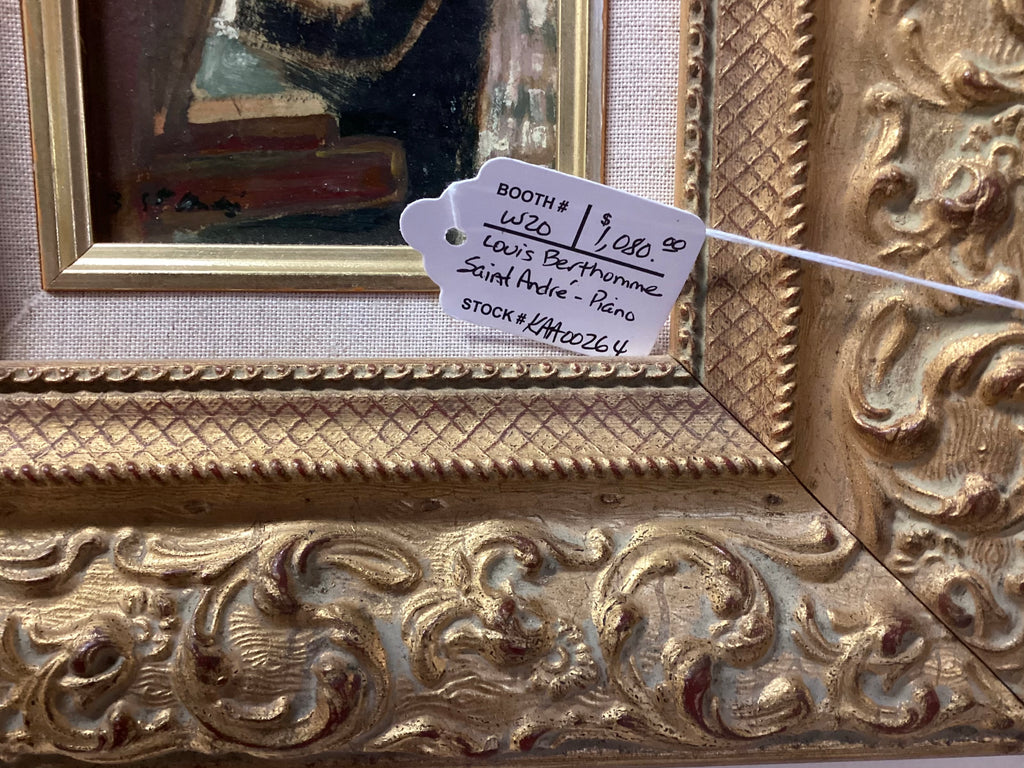 BOOTH # $
W20 1,080.00
Louis Berthomme
Saint André - Piano
STOCK # KAA00264